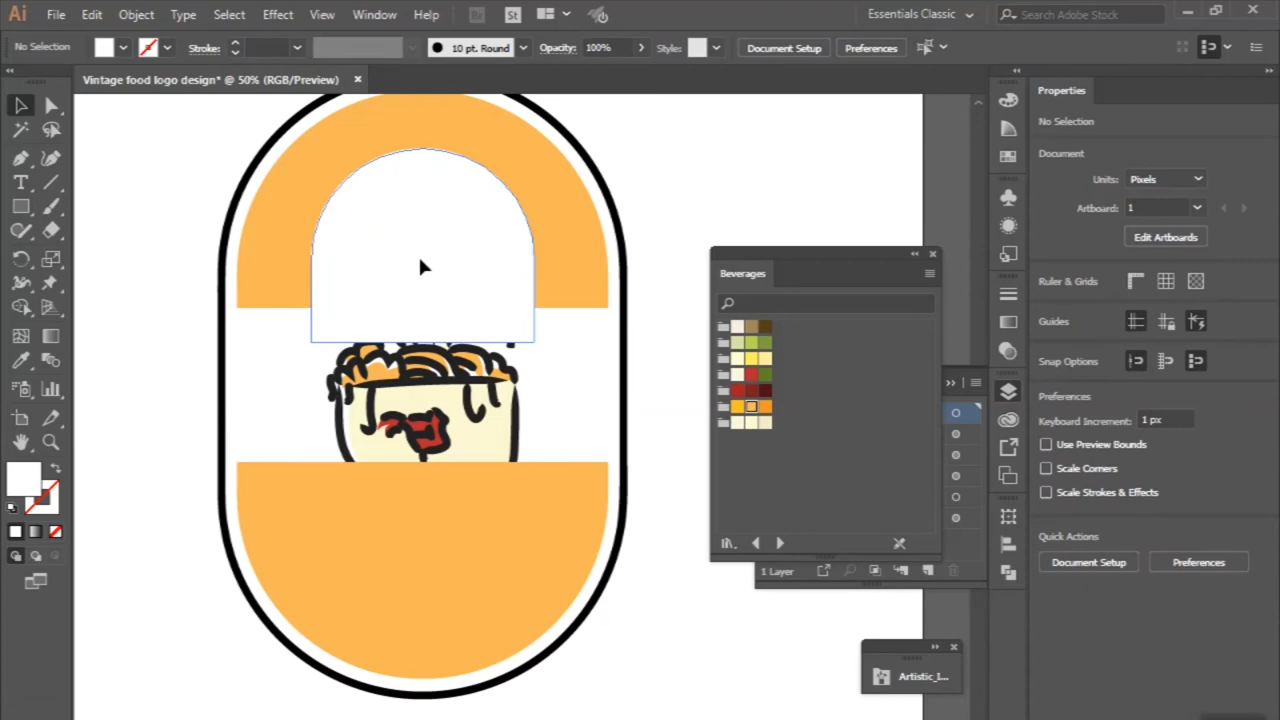 Ai File Edit Object Type Select Effect View Window Help Br St Essentials Classic Search Adobe Stock
No Selection Stroke: 10 pt. Round Opacity: 100% Style: Document Setup Preferences
Vintage food logo design* @ 50% (RGB/Preview)
Properties
No Selection
Document
Units: Pixels
Artboard: 1
Edit Artboards
Ruler & Grids
Guides
Snap Options
Preferences
Keyboard Increment: 1 px
Use Preview Bounds
Scale Corners
Scale Strokes & Effects
Quick Actions
Document Setup Preferences
Beverages
1 Layer
Artistic_I...